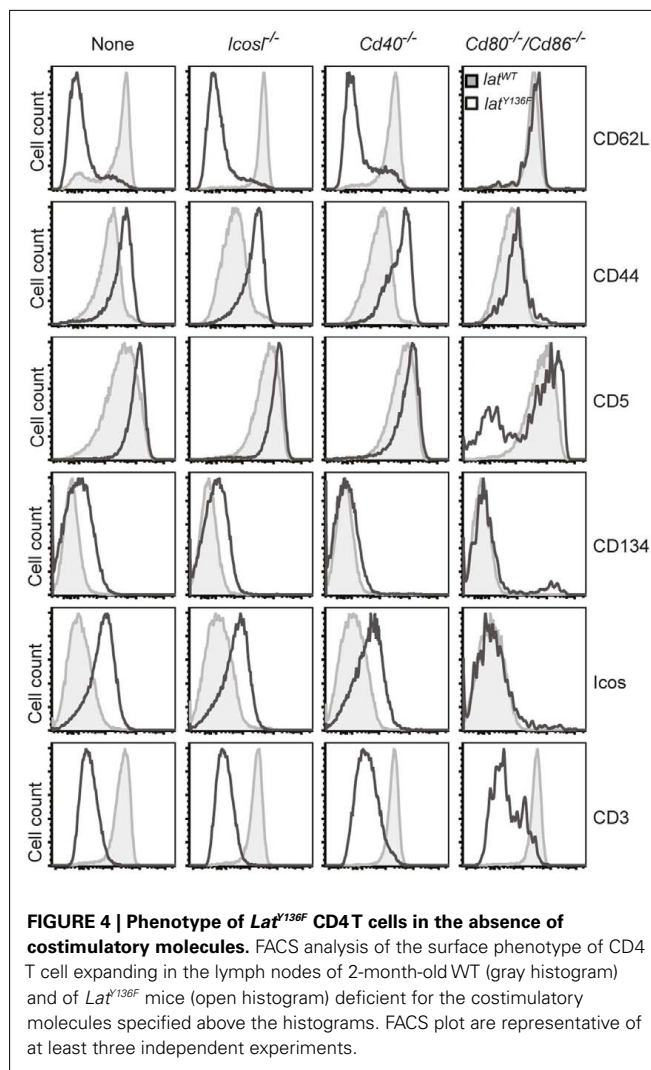 None Icosl-/- Cd40-/- Cd80-/-/Cd86-/-
latWT
latY136F
Cell count
CD62L
Cell count
CD44
Cell count
CD5
Cell count
CD134
Cell count
Icos
Cell count
CD3
FIGURE 4 | Phenotype of LatY136F CD4 T cells in the absence of
costimulatory molecules. FACS analysis of the surface phenotype of CD4
T cell expanding in the lymph nodes of 2-month-old WT (gray histogram)
and of LatY136F mice (open histogram) deficient for the costimulatory
molecules specified above the histograms. FACS plot are representative of
at least three independent experiments.